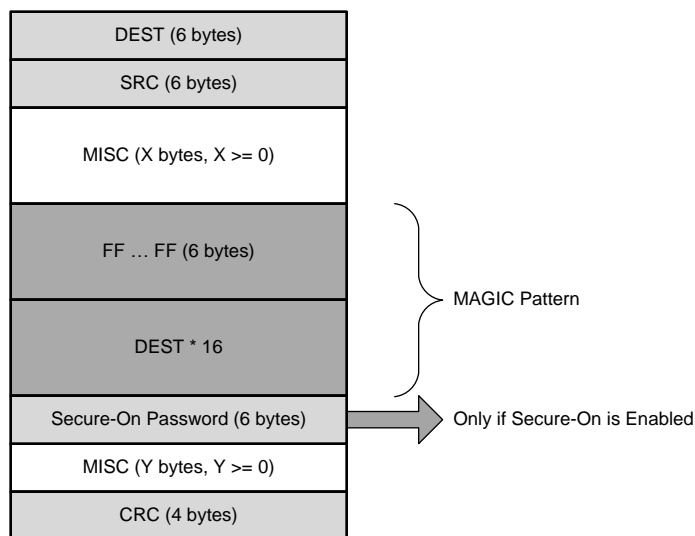 DEST (6 bytes)
SRC (6 bytes)
MISC (X bytes, X >= 0)
FF … FF (6 bytes)
MAGIC Pattern
DEST * 16
Secure-On Password (6 bytes)
Only if Secure-On is Enabled
MISC (Y bytes, Y >= 0)
CRC (4 bytes)